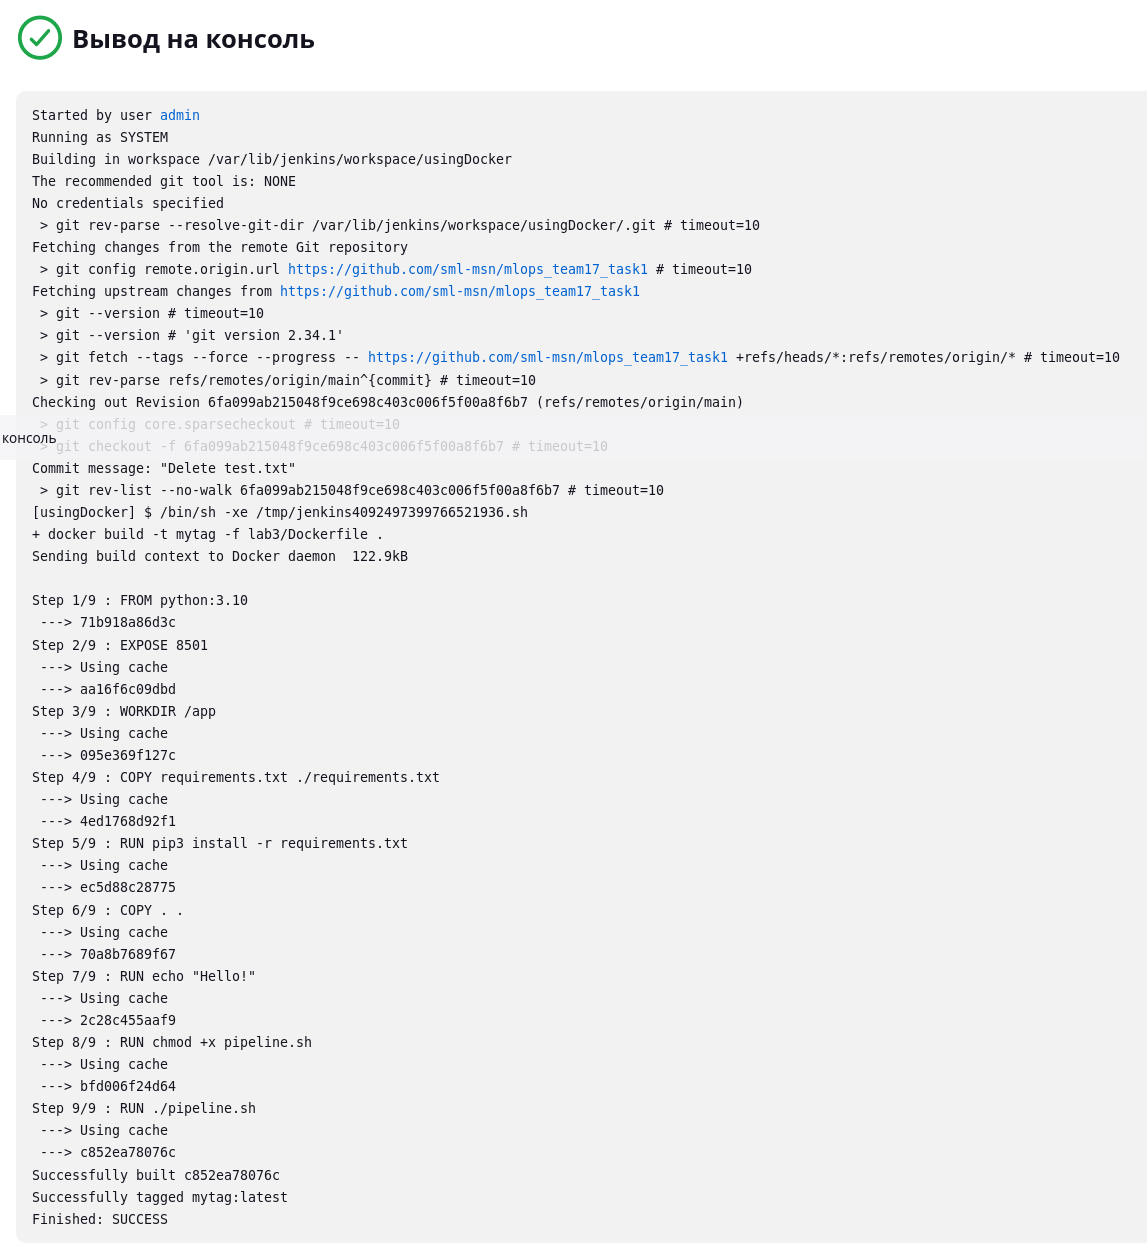 Вывод на консоль
Started by user admin
Running as SYSTEM
Building in workspace /var/lib/jenkins/workspace/usingDocker
The recommended git tool is: NONE
No credentials specified
 > git rev-parse --resolve-git-dir /var/lib/jenkins/workspace/usingDocker/.git # timeout=10
Fetching changes from the remote Git repository
 > git config remote.origin.url https://github.com/sml-msn/mlops_team17_task1 # timeout=10
Fetching upstream changes from https://github.com/sml-msn/mlops_team17_task1
 > git --version # timeout=10
 > git --version # 'git version 2.34.1'
 > git fetch --tags --force --progress -- https://github.com/sml-msn/mlops_team17_task1 +refs/heads/*:refs/remotes/origin/* # timeout=10
 > git rev-parse refs/remotes/origin/main^{commit} # timeout=10
Checking out Revision 6fa099ab215048f9ce698c403c006f5f00a8f6b7 (refs/remotes/origin/main)
 > git config core.sparsecheckout # timeout=10
консоль
 > git checkout -f 6fa099ab215048f9ce698c403c006f5f00a8f6b7 # timeout=10
Commit message: "Delete test.txt"
 > git rev-list --no-walk 6fa099ab215048f9ce698c403c006f5f00a8f6b7 # timeout=10
[usingDocker] $ /bin/sh -xe /tmp/jenkins4092497399766521936.sh
+ docker build -t mytag -f lab3/Dockerfile .
Sending build context to Docker daemon  122.9kB

Step 1/9 : FROM python:3.10
 ---> 71b918a86d3c
Step 2/9 : EXPOSE 8501
 ---> Using cache
 ---> aa16f6c09dbd
Step 3/9 : WORKDIR /app
 ---> Using cache
 ---> 095e369f127c
Step 4/9 : COPY requirements.txt ./requirements.txt
 ---> Using cache
 ---> 4ed1768d92f1
Step 5/9 : RUN pip3 install -r requirements.txt
 ---> Using cache
 ---> ec5d88c28775
Step 6/9 : COPY . .
 ---> Using cache
 ---> 70a8b7689f67
Step 7/9 : RUN echo "Hello!"
 ---> Using cache
 ---> 2c28c455aaf9
Step 8/9 : RUN chmod +x pipeline.sh
 ---> Using cache
 ---> bfd006f24d64
Step 9/9 : RUN ./pipeline.sh
 ---> Using cache
 ---> c852ea78076c
Successfully built c852ea78076c
Successfully tagged mytag:latest
Finished: SUCCESS